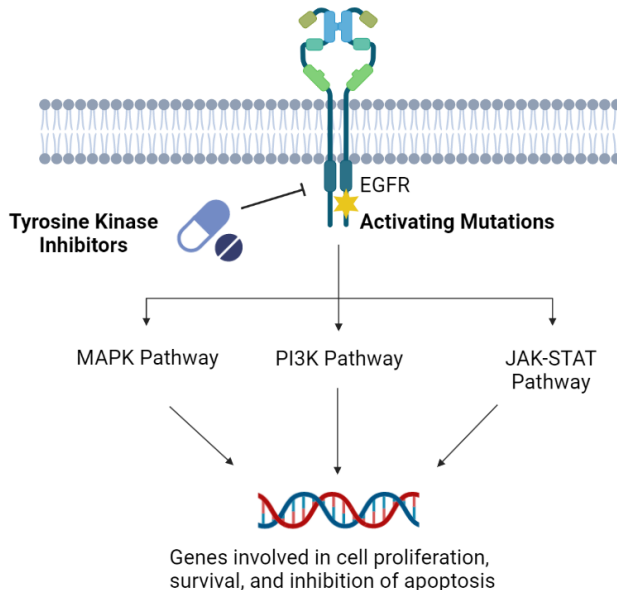 EGFR
Tyrosine Kinase
Inhibitors
Activating Mutations
MAPK Pathway
PI3K Pathway
JAK-STAT
Pathway
Genes involved in cell proliferation,
survival, and inhibition of apoptosis